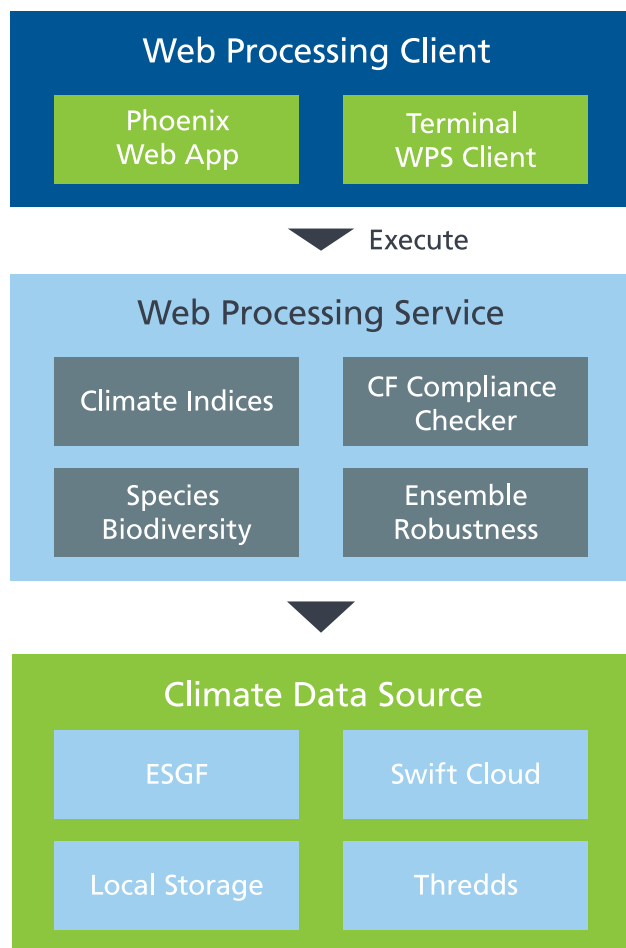 Web Processing Client
Phoenix
Web App
Terminal
WPS Client
Execute
Web Processing Service
Climate Indices
CF Compliance
Checker
Species
Biodiversity
Ensemble
Robustness
Climate Data Source
ESGF
Swift Cloud
Local Storage
Thredds